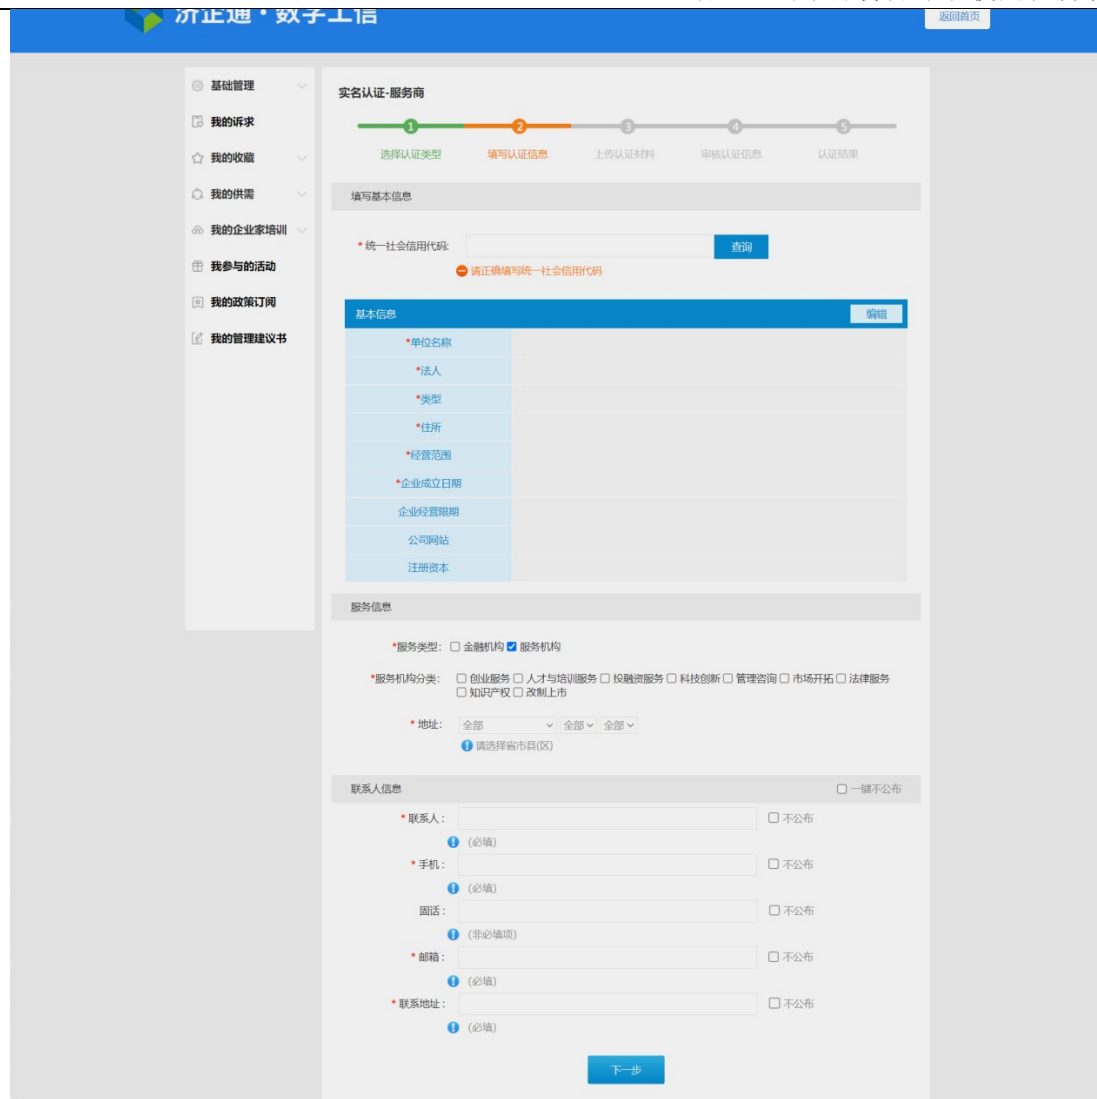 济企通·数字工信
返回首页
基础管理
我的诉求
我的收藏
我的供需
我的企业家培训
我参与的活动
我的政策订阅
我的管理建议书
实名认证-服务商
1 2 3 4 5
选择认证类型 填写认证信息 上传认证材料 审核认证信息 认证结果
填写基本信息
* 统一社会信用代码: 查询
请正确填写统一社会信用代码
基本信息 编辑
*单位名称
*法人
*类型
*住所
*经营范围
*企业成立日期
企业经营限期
公司网站
注册资本
服务信息
*服务类型: 金融机构 服务机构
*服务机构分类: 创业服务 人才与培训服务 投融资服务 科技创新 管理咨询 市场开拓 法律服务
知识产权 改制上市
* 地址: 全部 全部 全部
请选择省市县(区)
联系人信息 一键不公布
* 联系人: 不公布
(必填)
* 手机: 不公布
(必填)
固话: 不公布
(非必填项)
* 邮箱: 不公布
(必填)
* 联系地址: 不公布
(必填)
下一步